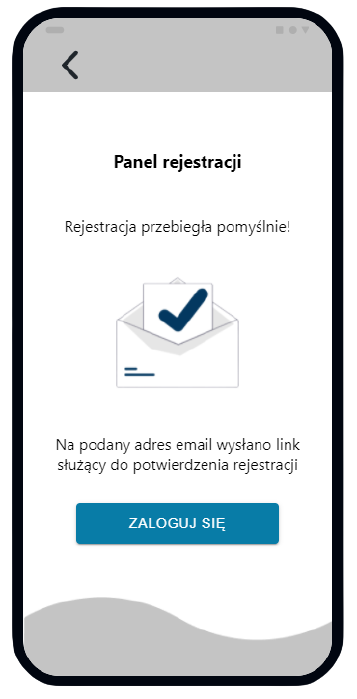 Panel rejestracji
Rejestracja przebiegła pomyślnie!
Na podany adres email wysłano link
służący do potwierdzenia rejestracji
ZALOGUJ SIĘ